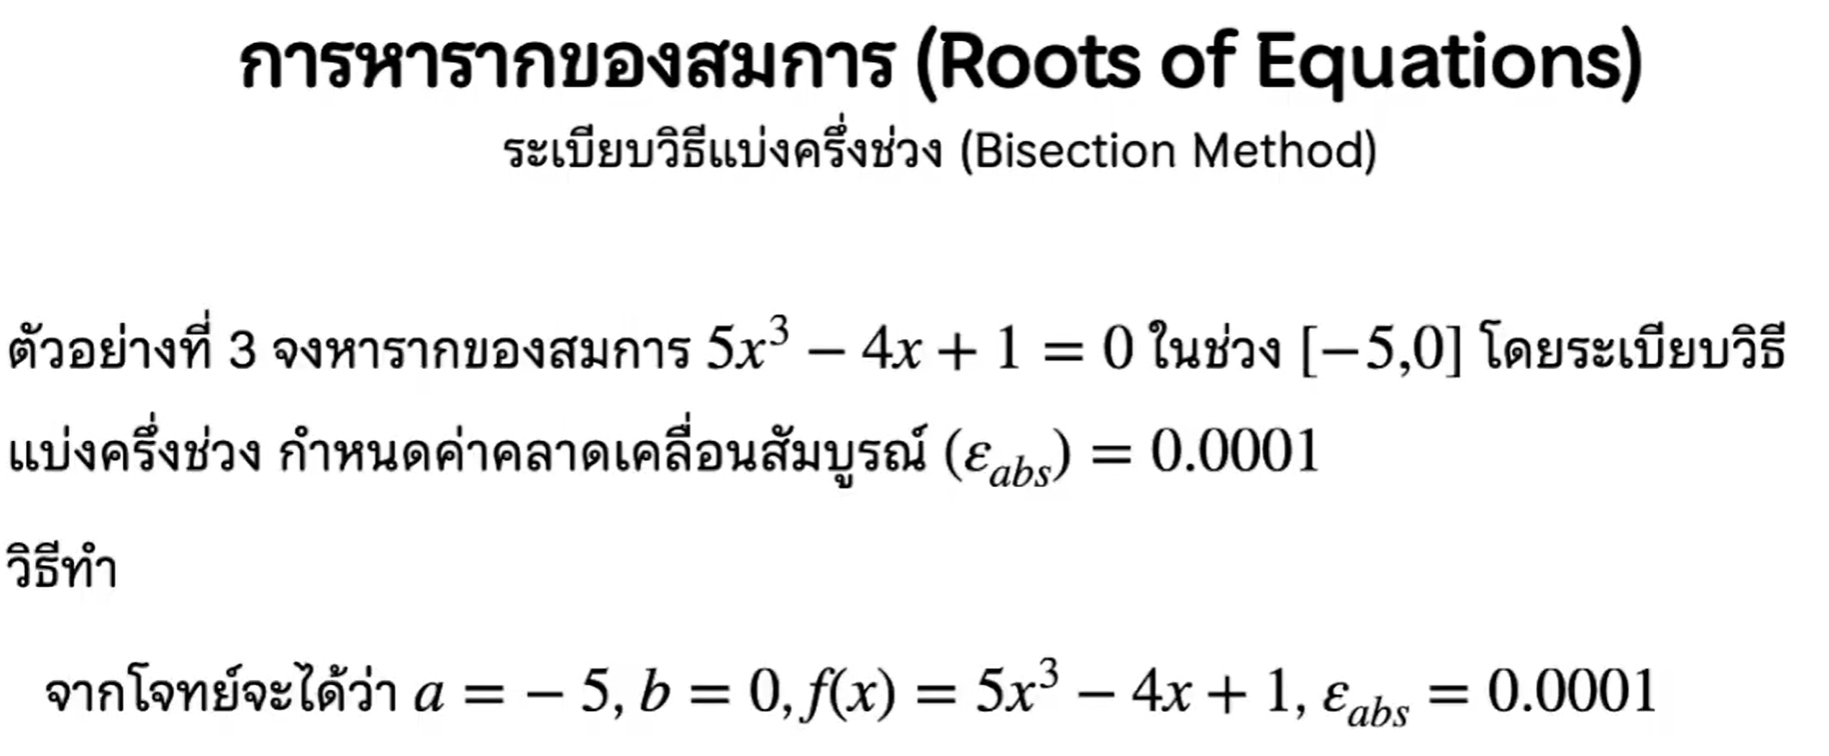 การหารากของสมการ (Roots of Equations)
ระเบียบวิธีแบ่งครึ่งช่วง (Bisection Method)
ตัวอย่างที่ 3 จงหารากของสมการ 5x³ − 4x + 1 = 0 ในช่วง [−5,0] โดยระเบียบวิธี
แบ่งครึ่งช่วง กำหนดค่าคลาดเคลื่อนสัมบูรณ์ (ε_abs) = 0.0001
วิธีทำ
จากโจทย์จะได้ว่า a = − 5, b = 0, f(x) = 5x³ − 4x + 1, ε_abs = 0.0001